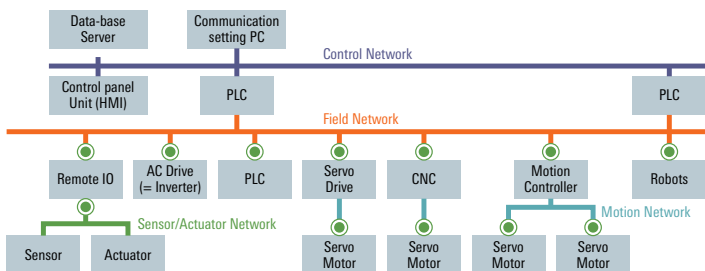 Data-base
Server
Communication
setting PC
Control Network
Control panel
Unit (HMI)
PLC
PLC
Field Network
Remote IO
AC Drive
(= Inverter)
PLC
Servo
Drive
CNC
Motion
Controller
Robots
Sensor/Actuator Network
Motion Network
Sensor
Actuator
Servo
Motor
Servo
Motor
Servo
Motor
Servo
Motor